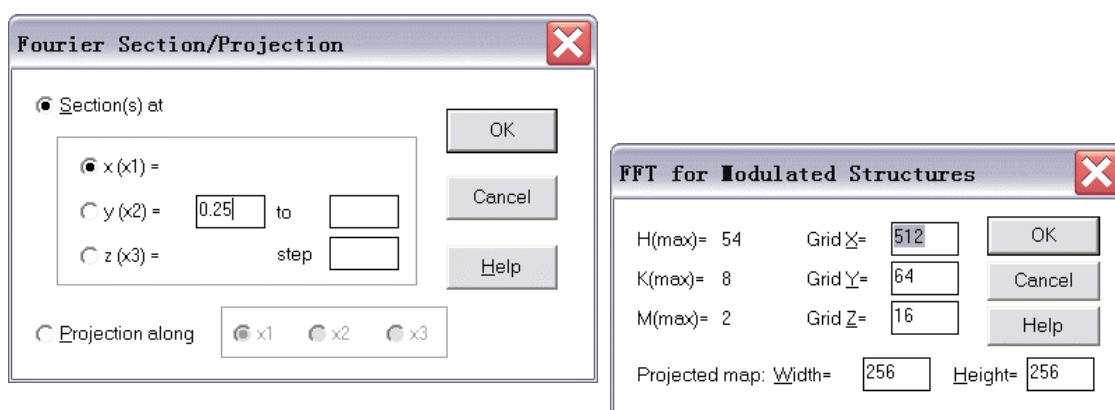 Fourier Section/Projection
Section(s) at
x (x1) =
y (x2) = 0.25 to
z (x3) = step
OK
Cancel
Help
Projection along x1 x2 x3
FFT for Modulated Structures
H(max)= 54 Grid X= 512 OK
K(max)= 8 Grid Y= 64 Cancel
M(max)= 2 Grid Z= 16 Help
Projected map: Width= 256 Height= 256